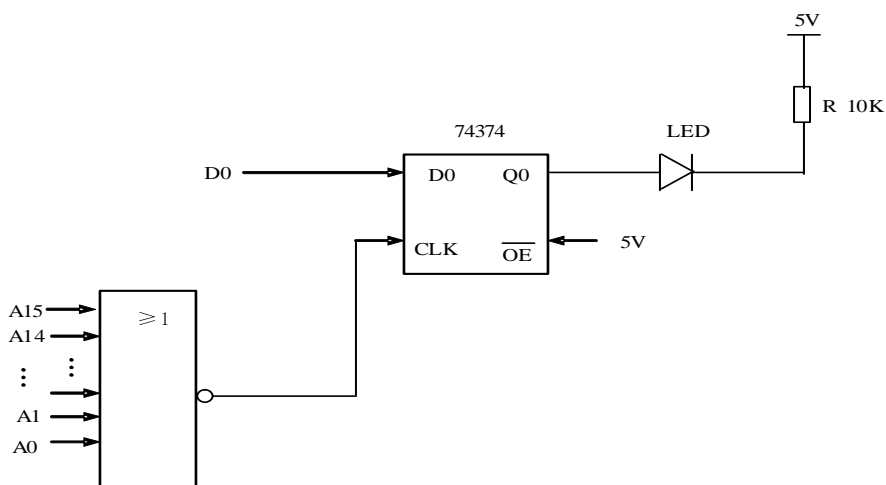 5V
R 10K
74374
LED
D0
D0 Q0
CLK OE
5V
A15
A14
A1
A0
≥1